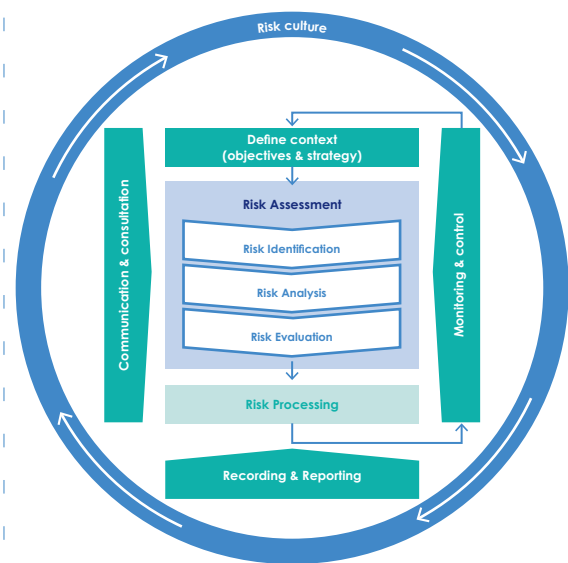 Risk culture
Define context
(objectives & strategy)
Risk Assessment
Risk Identification
Risk Analysis
Risk Evaluation
Risk Processing
Recording & Reporting
Communication & consultation
Monitoring & control